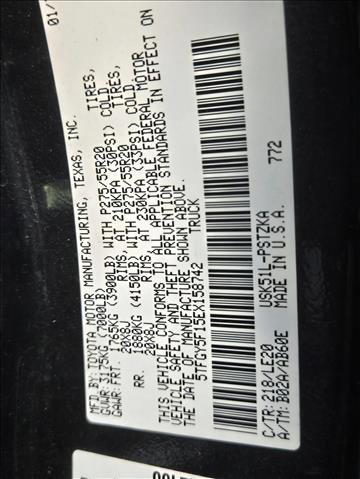 01/
MFD.BY: TOYOTA MOTOR MANUFACTURING, TEXAS, INC.
GVWR: 3175KG (7000LB)
GAWR: FRT. 1765KG (3900LB) WITH P275/55R20 TIRES,
20X8J RIMS, AT 210KPA (30PSI) COLD
RR. 1880KG (4150LB) WITH P275/55R20 TIRES,
20X8J RIMS, AT 230KPA (33PSI) COLD
THIS VEHICLE CONFORMS TO ALL APPLICABLE FEDERAL MOTOR
VEHICLE SAFETY AND THEFT PREVENTION STANDARDS IN EFFECT ON
THE DATE OF MANUFACTURE SHOWN ABOVE.
5TFGY5F15EX158742 TRUCK
C/TR: 218/LE20 USK51L-PSTZKA
A/TM: B02A/AB60E MADE IN U.S.A. 772